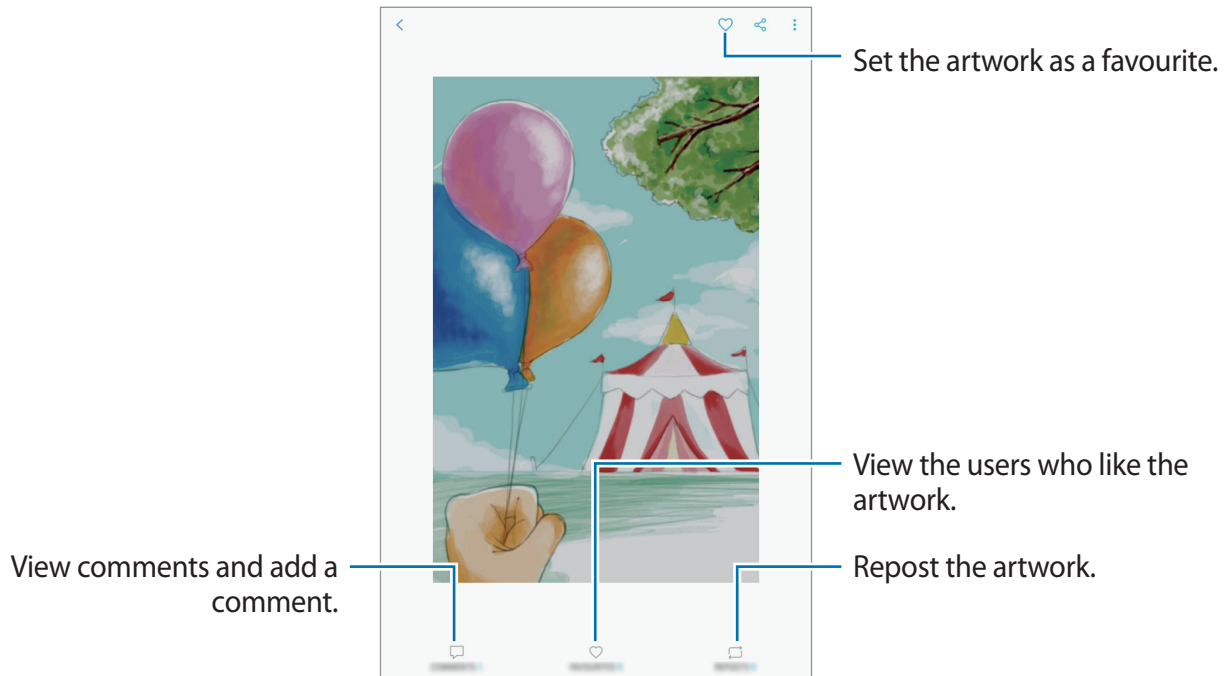 Set the artwork as a favourite.
View the users who like the
artwork.
View comments and add a
comment.
Repost the artwork.